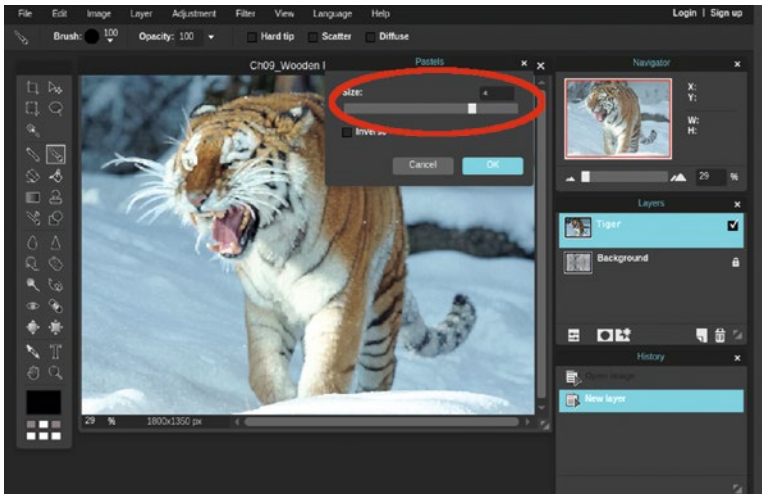 File Edit Image Layer Adjustment Filter View Language Help Login | Sign up
Brush: 100 Opacity: 100 Hard tip Scatter Diffuse
Ch09_Wooden
Pastels
Size: 4
Inverse
Cancel OK
29 % 1800x1350 px
Navigator
X:
Y:
W:
H:
29 %
Layers
Tiger
Background
History
Open image
New layer